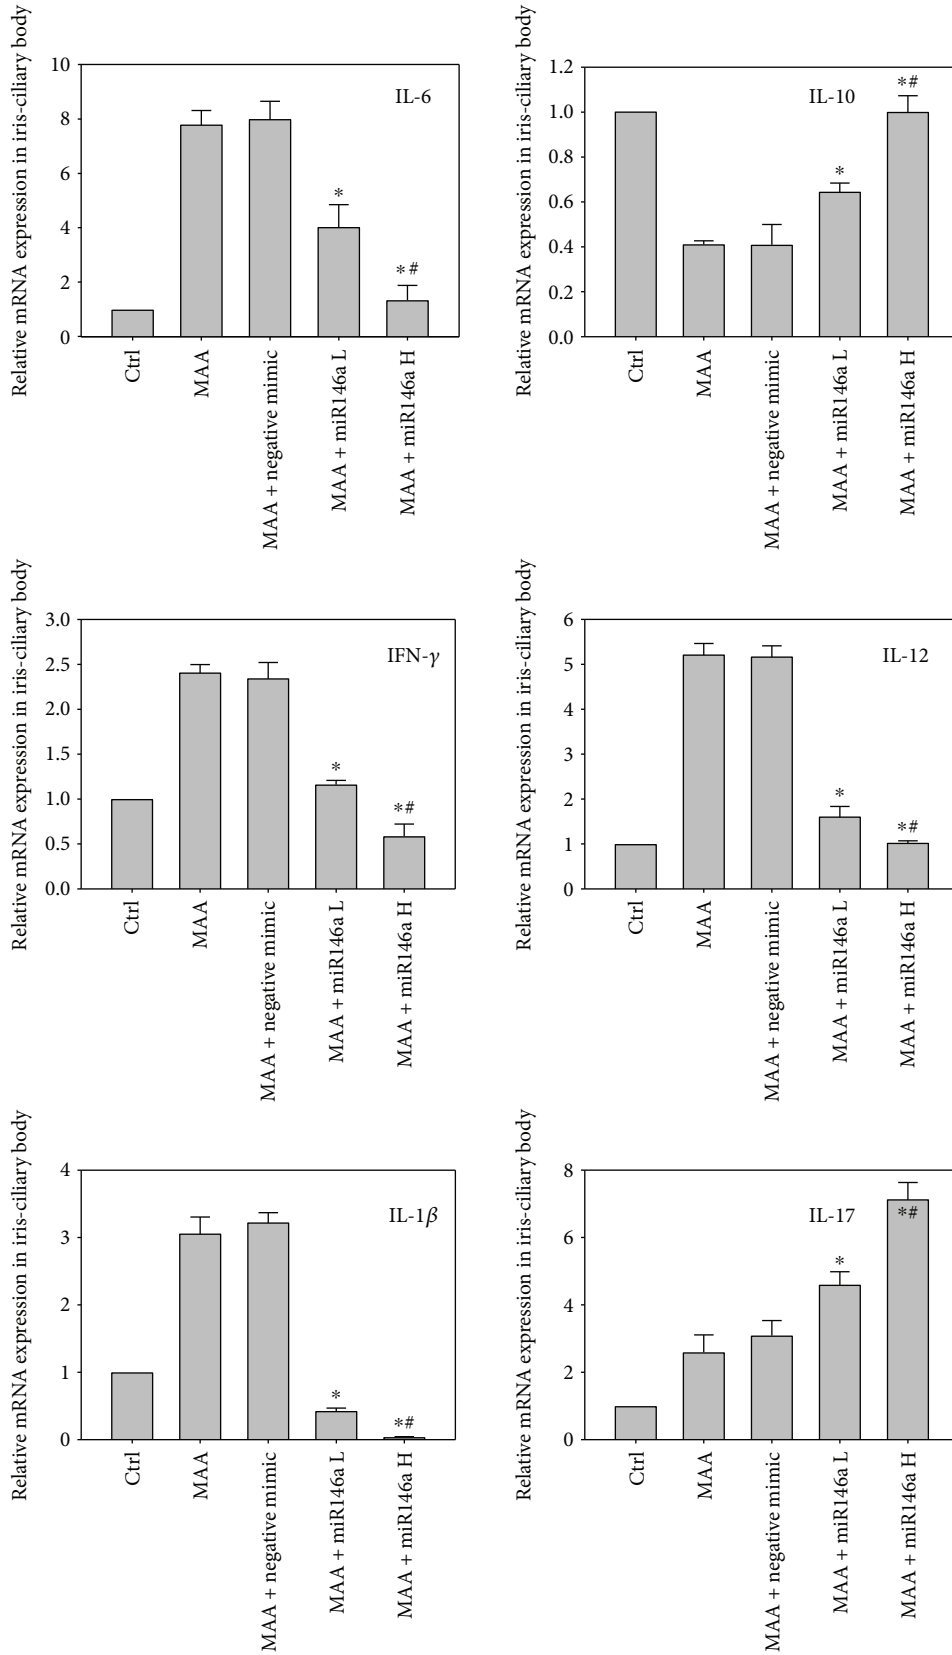 Relative mRNA expression in iris-ciliary body
10
8
6
4
2
0
IL-6
*
*#
Ctrl
MAA
MAA + negative mimic
MAA + miR146a L
MAA + miR146a H
Relative mRNA expression in iris-ciliary body
1.2
1.0
0.8
0.6
0.4
0.2
0.0
IL-10
*
*#
Ctrl
MAA
MAA + negative mimic
MAA + miR146a L
MAA + miR146a H
Relative mRNA expression in iris-ciliary body
3.0
2.5
2.0
1.5
1.0
0.5
0.0
IFN-γ
*
*#
Ctrl
MAA
MAA + negative mimic
MAA + miR146a L
MAA + miR146a H
Relative mRNA expression in iris-ciliary body
6
5
4
3
2
1
0
IL-12
*
*#
Ctrl
MAA
MAA + negative mimic
MAA + miR146a L
MAA + miR146a H
Relative mRNA expression in iris-ciliary body
4
3
2
1
0
IL-1β
*
*#
Ctrl
MAA
MAA + negative mimic
MAA + miR146a L
MAA + miR146a H
Relative mRNA expression in iris-ciliary body
8
6
4
2
0
IL-17
*
*#
Ctrl
MAA
MAA + negative mimic
MAA + miR146a L
MAA + miR146a H